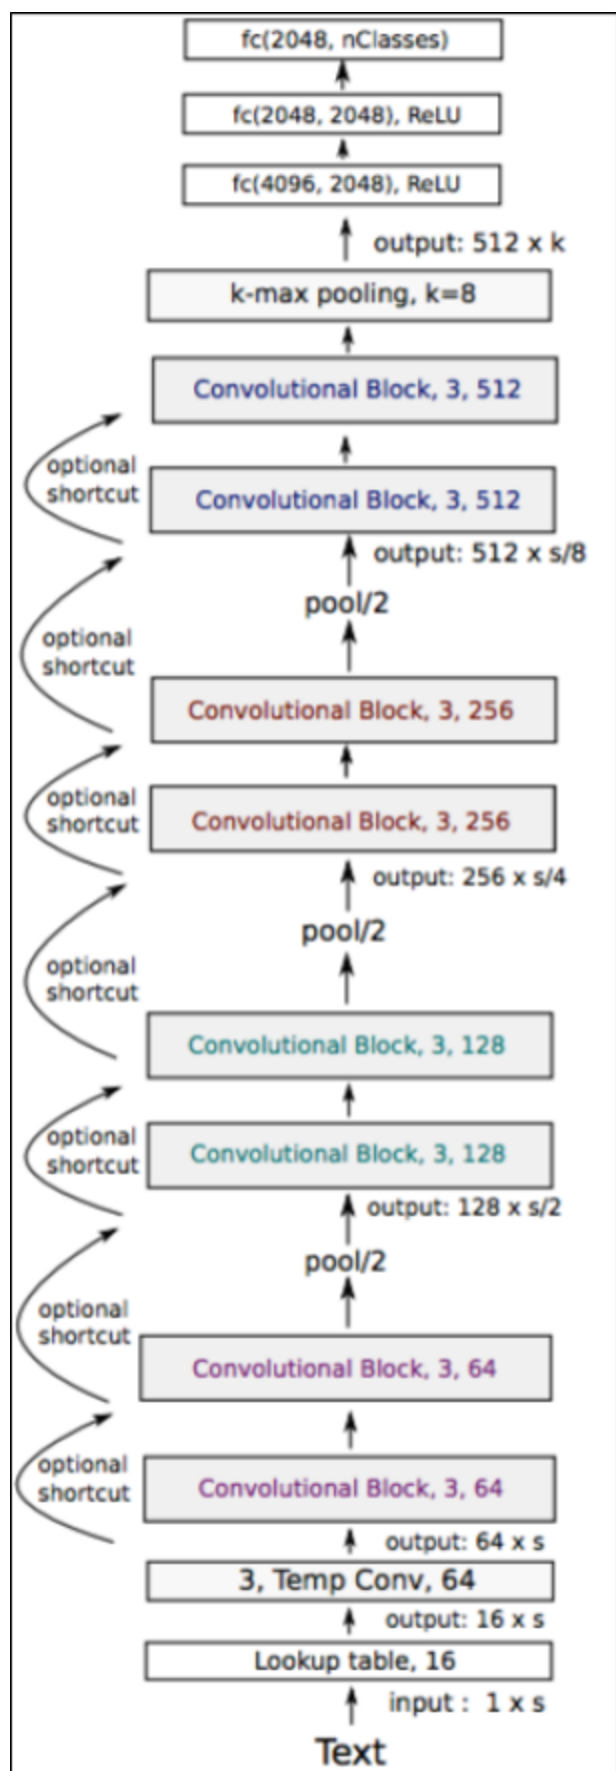 fc(2048, nClasses)
fc(2048, 2048), ReLU
fc(4096, 2048), ReLU
output: 512 x k
k-max pooling, k=8
Convolutional Block, 3, 512
optional
shortcut
Convolutional Block, 3, 512
output: 512 x s/8
pool/2
optional
shortcut
Convolutional Block, 3, 256
optional
shortcut
Convolutional Block, 3, 256
output: 256 x s/4
pool/2
optional
shortcut
Convolutional Block, 3, 128
optional
shortcut
Convolutional Block, 3, 128
output: 128 x s/2
pool/2
optional
shortcut
Convolutional Block, 3, 64
optional
shortcut
Convolutional Block, 3, 64
output: 64 x s
3, Temp Conv, 64
output: 16 x s
Lookup table, 16
input : 1 x s
Text